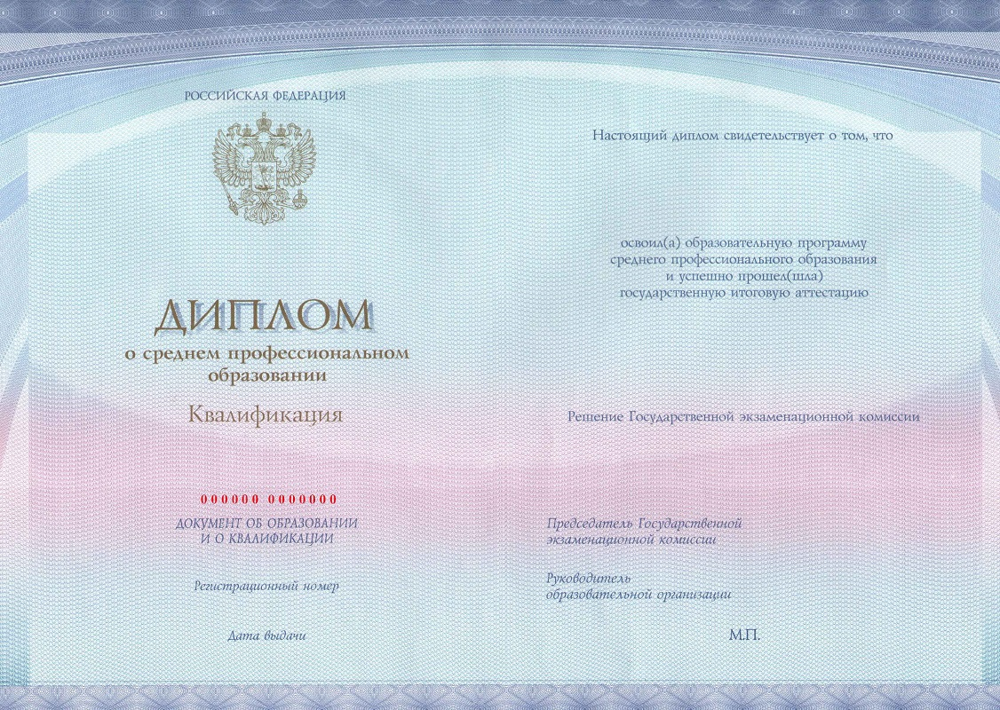 РОССИЙСКАЯ ФЕДЕРАЦИЯ
ДИПЛОМ
о среднем профессиональном
образовании
Квалификация
000000 0000000
ДОКУМЕНТ ОБ ОБРАЗОВАНИИ
И О КВАЛИФИКАЦИИ
Регистрационный номер
Дата выдачи
Настоящий диплом свидетельствует о том, что
освоил(а) образовательную программу
среднего профессионального образования
и успешно прошел(шла)
государственную итоговую аттестацию
Решение Государственной экзаменационной комиссии
Председатель Государственной
экзаменационной комиссии
Руководитель
образовательной организации
М.П.